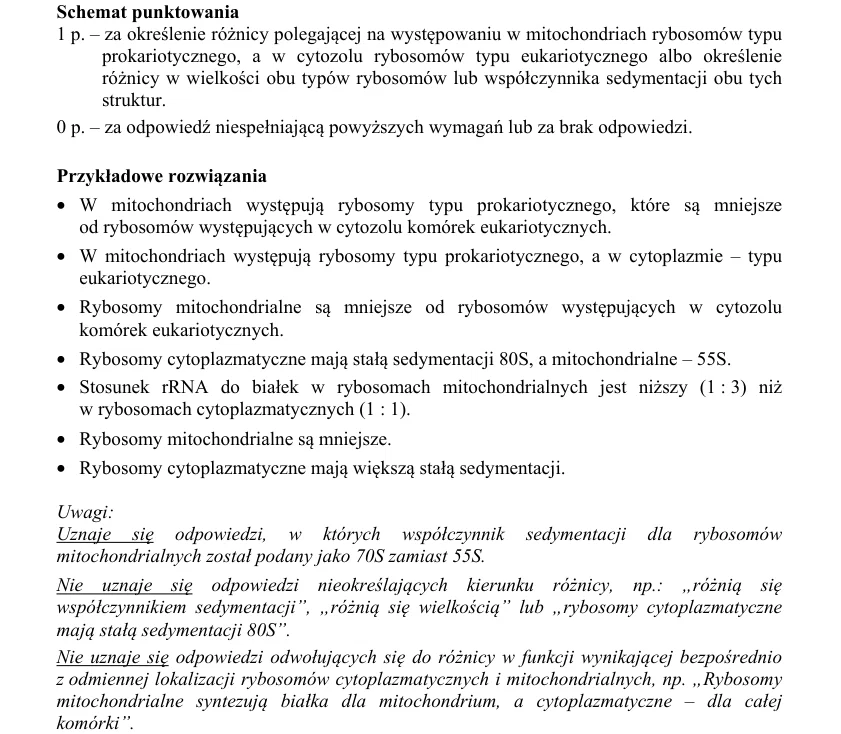 Schemat punktowania
1 p. – za określenie różnicy polegającej na występowaniu w mitochondriach rybosomów typu
prokariotycznego, a w cytozolu rybosomów typu eukariotycznego albo określenie
różnicy w wielkości obu typów rybosomów lub współczynnika sedymentacji obu tych
struktur.
0 p. – za odpowiedź niespełniającą powyższych wymagań lub za brak odpowiedzi.
Przykładowe rozwiązania
• W mitochondriach występują rybosomy typu prokariotycznego, które są mniejsze
od rybosomów występujących w cytozolu komórek eukariotycznych.
• W mitochondriach występują rybosomy typu prokariotycznego, a w cytoplazmie – typu
eukariotycznego.
• Rybosomy mitochondrialne są mniejsze od rybosomów występujących w cytozolu
komórek eukariotycznych.
• Rybosomy cytoplazmatyczne mają stałą sedymentacji 80S, a mitochondrialne – 55S.
• Stosunek rRNA do białek w rybosomach mitochondrialnych jest niższy (1 : 3) niż
w rybosomach cytoplazmatycznych (1 : 1).
• Rybosomy mitochondrialne są mniejsze.
• Rybosomy cytoplazmatyczne mają większą stałą sedymentacji.
Uwagi:
Uznaje się odpowiedzi, w których współczynnik sedymentacji dla rybosomów
mitochondrialnych został podany jako 70S zamiast 55S.
Nie uznaje się odpowiedzi nieokreślających kierunku różnicy, np.: „różnią się
współczynnikiem sedymentacji”, „różnią się wielkością” lub „rybosomy cytoplazmatyczne
mają stałą sedymentacji 80S”.
Nie uznaje się odpowiedzi odwołujących się do różnicy w funkcji wynikającej bezpośrednio
z odmiennej lokalizacji rybosomów cytoplazmatycznych i mitochondrialnych, np. „Rybosomy
mitochondrialne syntezują białka dla mitochondrium, a cytoplazmatyczne – dla całej
komórki”.